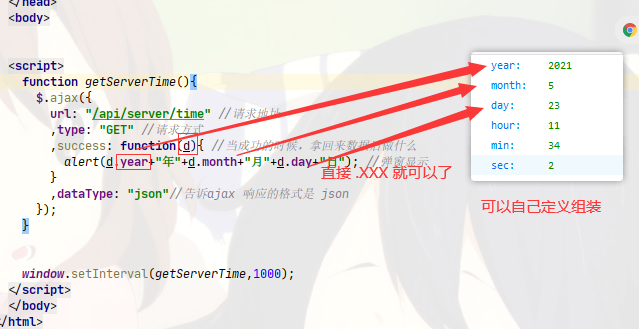 </head>
<body>
<script>
function getServerTime(){
$.ajax({
url: "/api/server/time" //请求地址
,type: "GET" //请求方式
,success: function(d){ //当成功的时候，拿回来数据后做什么
alert(d.year+"年"+d.month+"月"+d.day+"日"); //弹窗显示
}
,dataType: "json"//告诉ajax 响应的格式是 json
});
}
window.setInterval(getServerTime,1000);
</script>
</body>
</html>
直接 .XXX 就可以了
year: 2021
month: 5
day: 23
hour: 11
min: 34
sec: 2
可以自己定义组装